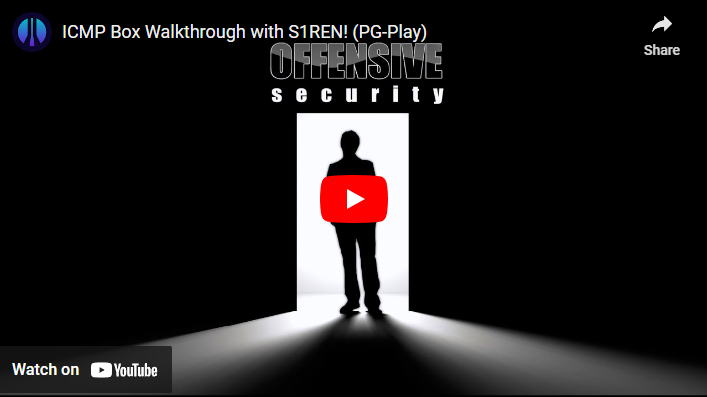 ICMP Box Walkthrough with S1REN! (PG-Play)
Share
OFFENSIVE
security
Watch on YouTube